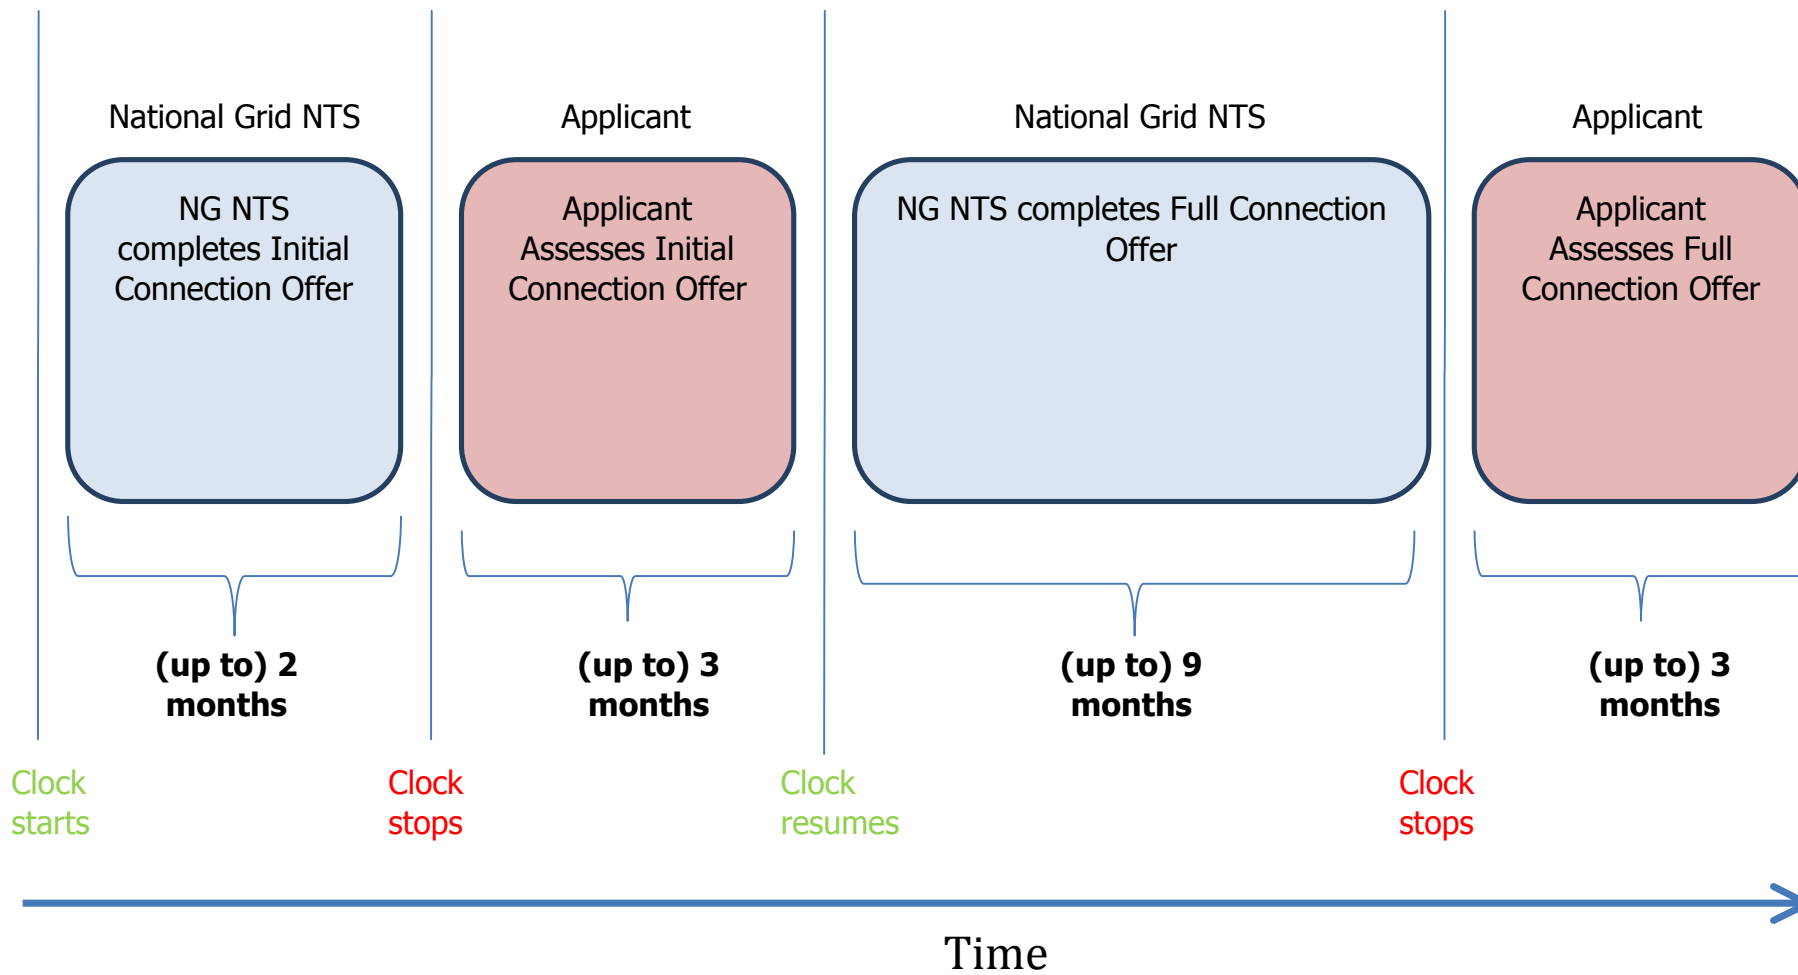 National Grid NTS
Applicant
National Grid NTS
Applicant
NG NTS
completes Initial
Connection Offer
Applicant
Assesses Initial
Connection Offer
NG NTS completes Full Connection
Offer
Applicant
Assesses Full
Connection Offer
(up to) 2
months
(up to) 3
months
(up to) 9
months
(up to) 3
months
Clock
starts
Clock
stops
Clock
resumes
Clock
stops
Time